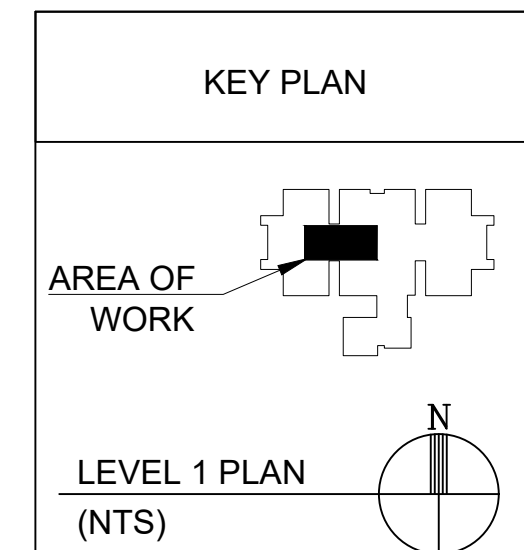 KEY PLAN
AREA OF
WORK
N
LEVEL 1 PLAN
(NTS)